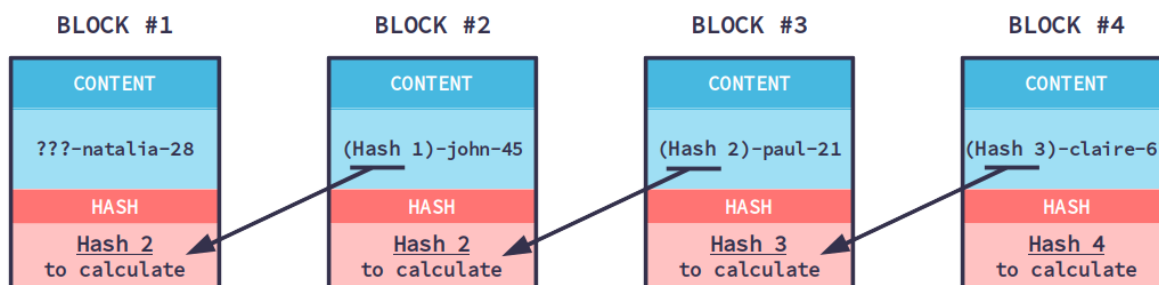 BLOCK #1
BLOCK #2
BLOCK #3
BLOCK #4
CONTENT
CONTENT
CONTENT
CONTENT
???-natalia-28
(Hash 1)-john-45
(Hash 2)-paul-21
(Hash 3)-claire-6
HASH
HASH
HASH
HASH
Hash 2
to calculate
Hash 2
to calculate
Hash 3
to calculate
Hash 4
to calculate